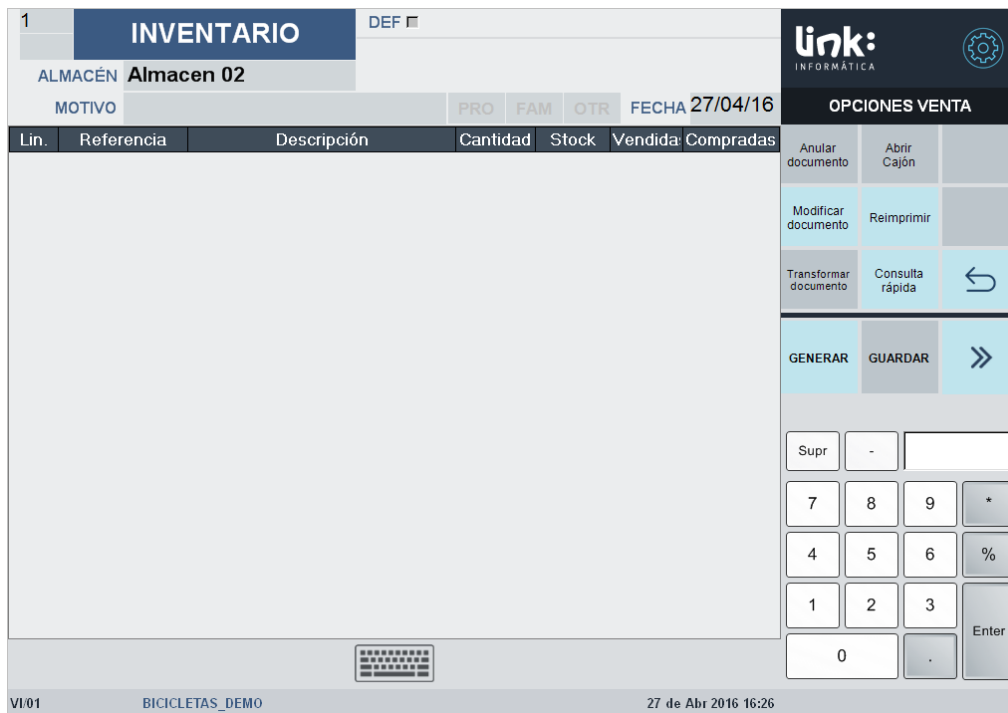 1
INVENTARIO
DEF
ALMACÉN Almacen 02
MOTIVO PRO FAM OTR FECHA 27/04/16
Lin. Referencia Descripción Cantidad Stock Vendida Compradas
link:
INFORMÁTICA
OPCIONES VENTA
Anular documento
Abrir Cajón
Modificar documento
Reimprimir
Transformar documento
Consulta rápida
GENERAR GUARDAR
Supr -
7 8 9 *
4 5 6 %
1 2 3
Enter
0 .
VI/01 BICICLETAS_DEMO 27 de Abr 2016 16:26